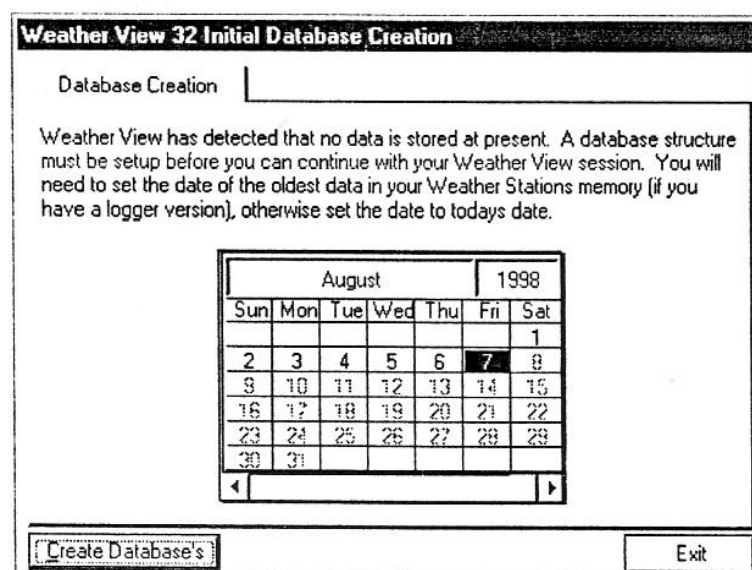 Weather View 32 Initial Database Creation
Database Creation
Weather View has detected that no data is stored at present. A database structure
must be setup before you can continue with your Weather View session. You will
need to set the date of the oldest data in your Weather Stations memory (if you
have a logger version), otherwise set the date to todays date.
August 1998
Sun Mon Tue Wed Thu Fri Sat
1
2 3 4 5 6 7 8
9 10 11 12 13 14 15
16 17 18 19 20 21 22
23 24 25 26 27 28 29
30 31
Create Database's Exit